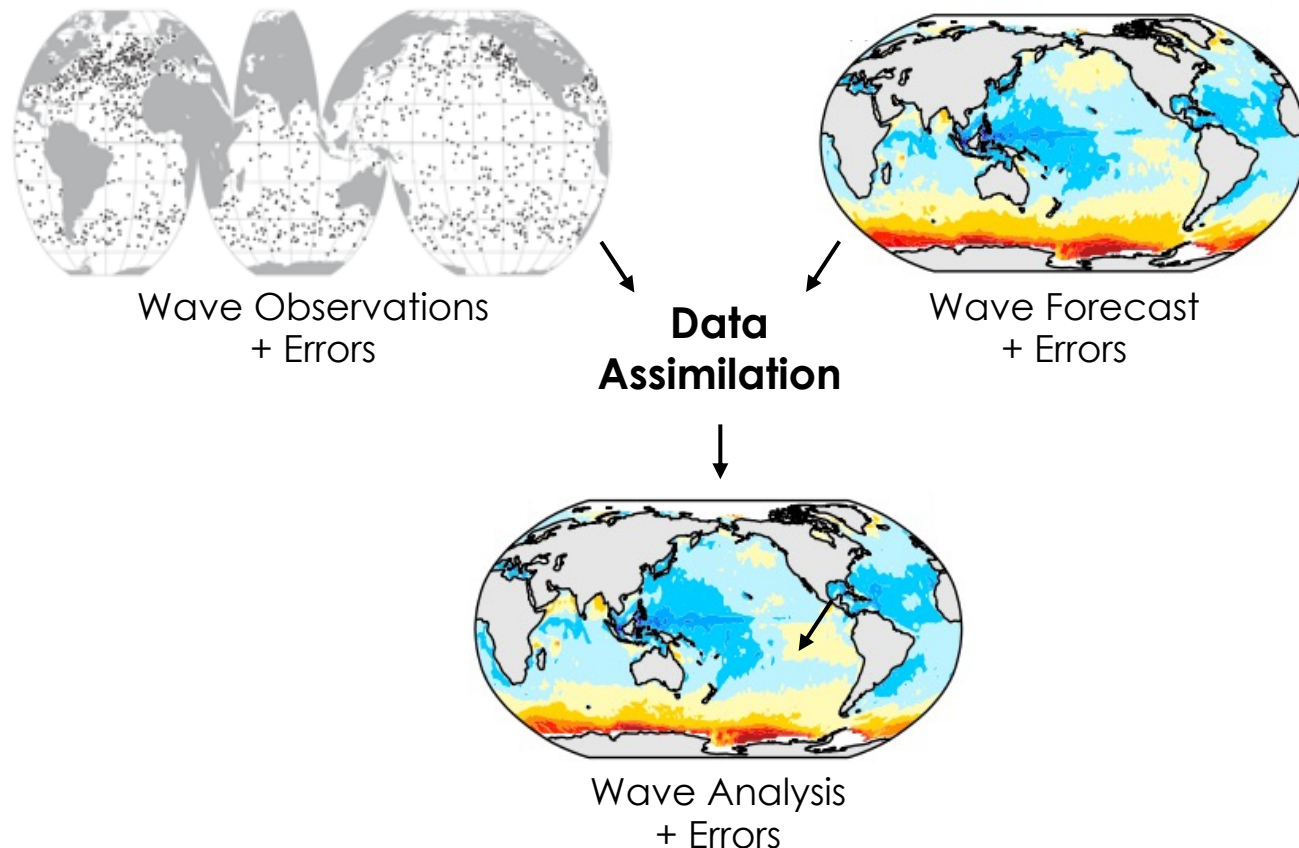 Wave Observations
+ Errors
Wave Forecast
+ Errors
Data
Assimilation
Wave Analysis
+ Errors